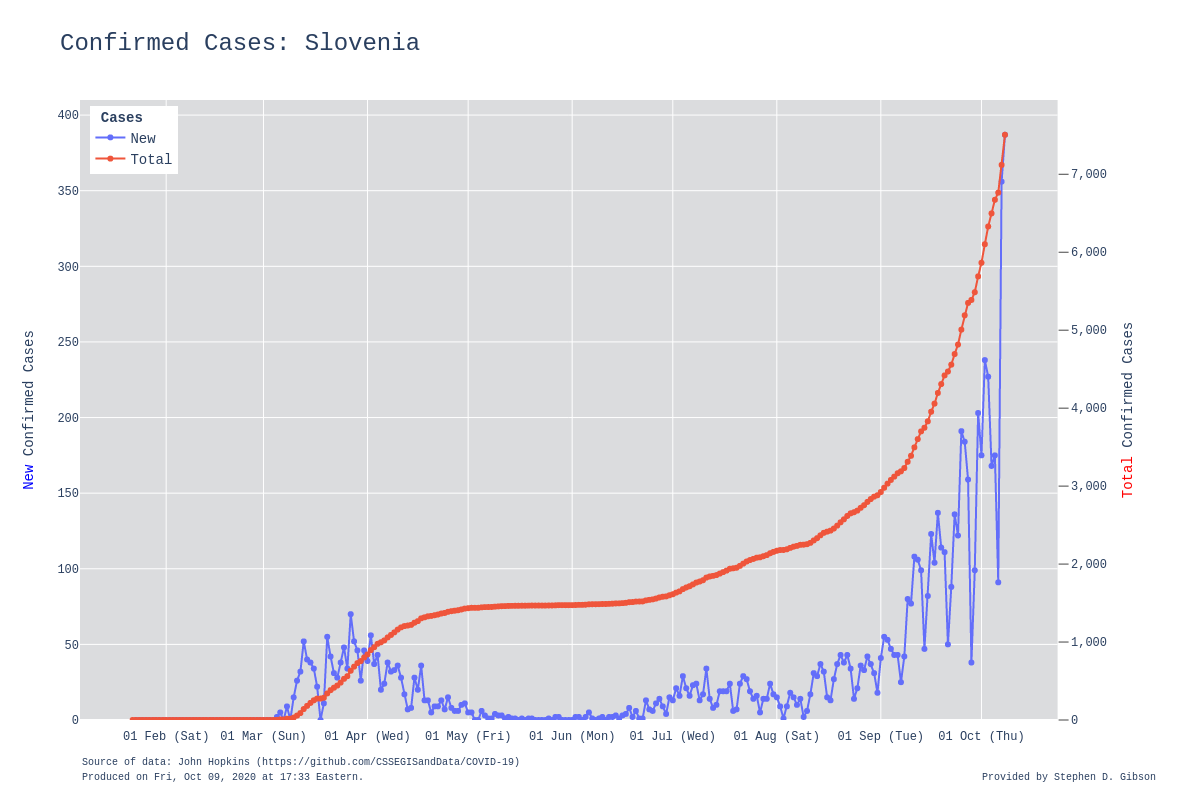 Confirmed Cases: Slovenia
Cases
New
Total
400
350
300
250
200
150
100
50
0
7,000
6,000
5,000
4,000
3,000
2,000
1,000
0
New Confirmed Cases
Total Confirmed Cases
01 Feb (Sat) 01 Mar (Sun) 01 Apr (Wed) 01 May (Fri) 01 Jun (Mon) 01 Jul (Wed) 01 Aug (Sat) 01 Sep (Tue) 01 Oct (Thu)
Source of data: John Hopkins (https://github.com/CSSEGISandData/COVID-19)
Produced on Fri, Oct 09, 2020 at 17:33 Eastern.
Provided by Stephen D. Gibson